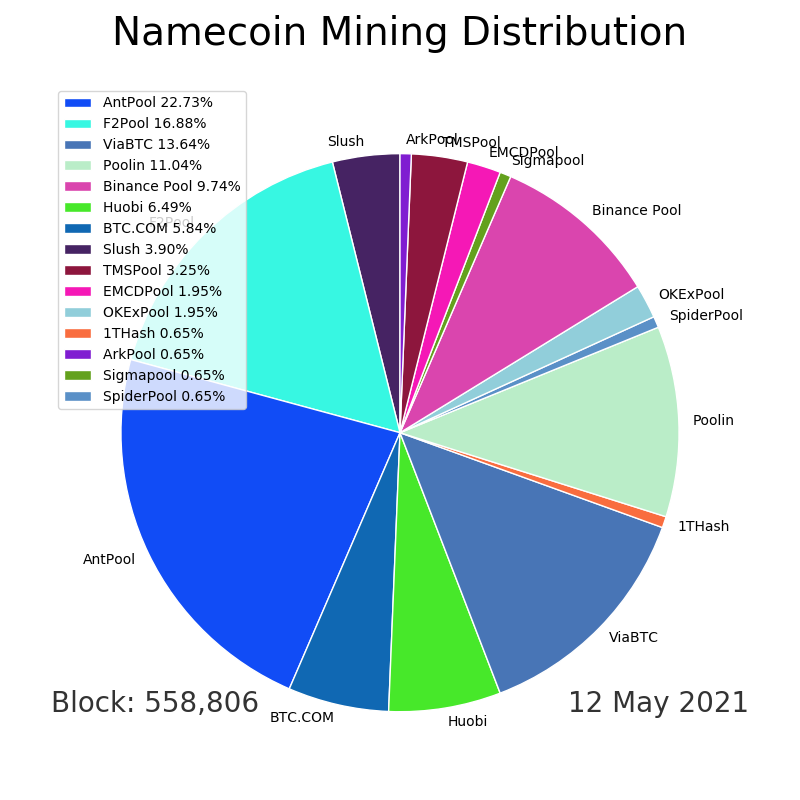 Namecoin Mining Distribution
AntPool 22.73%
F2Pool 16.88%
ViaBTC 13.64%
Poolin 11.04%
Binance Pool 9.74%
Huobi 6.49%
BTC.COM 5.84%
Slush 3.90%
TMSPool 3.25%
EMCDPool 1.95%
OKExPool 1.95%
1THash 0.65%
ArkPool 0.65%
Sigmapool 0.65%
SpiderPool 0.65%
Slush
ArkPool
TMSPool
EMCDPool
Sigmapool
Binance Pool
F2Pool
OKExPool
SpiderPool
Poolin
1THash
AntPool
ViaBTC
BTC.COM
Huobi
Block: 558,806
12 May 2021